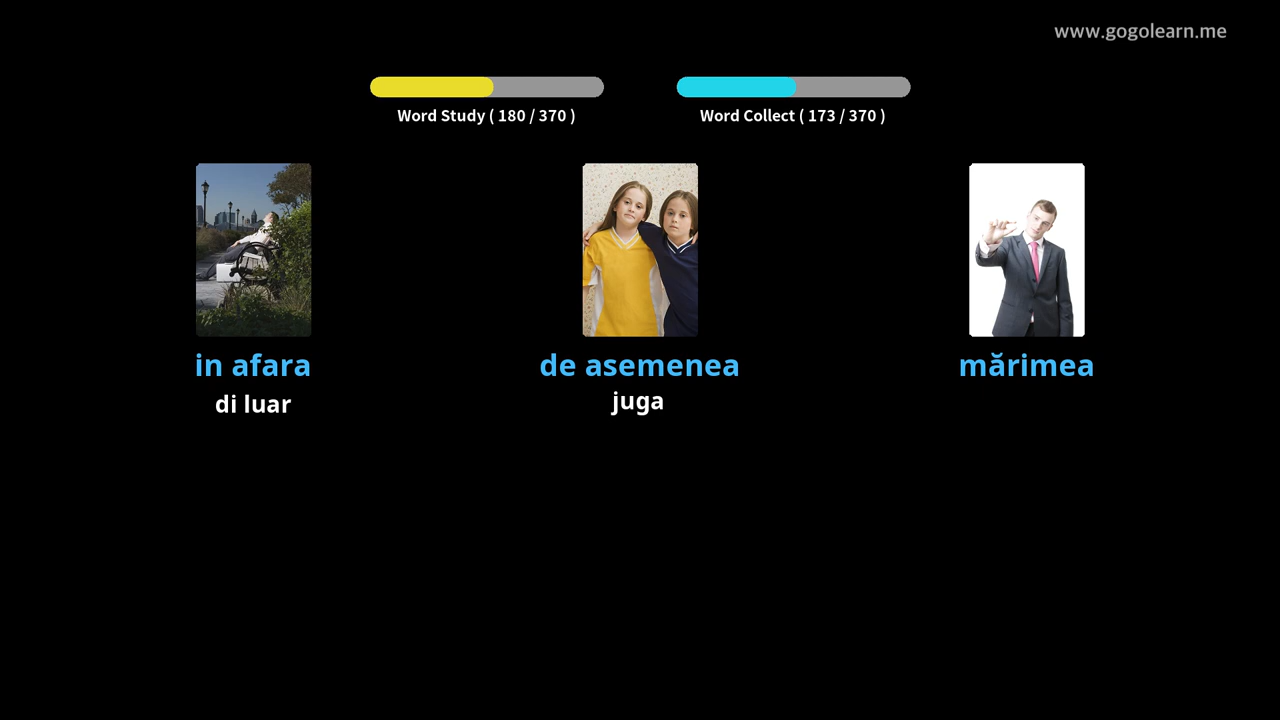 www.gogolearn.me
Word Study ( 180 / 370 )
Word Collect ( 173 / 370 )
in afara
di luar
de asemenea
juga
mărimea